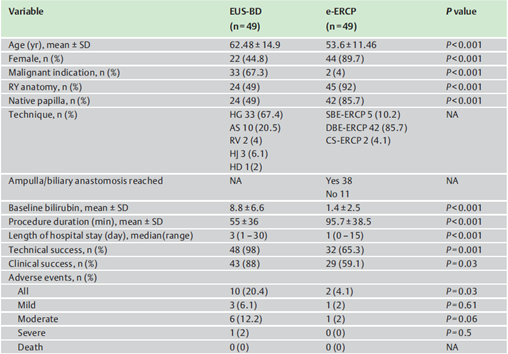 Variable EUS-BD (n=49) e-ERCP (n=49) P value
Age (yr), mean ± SD 62.48 ± 14.9 53.6 ± 11.46 P<0.001
Female, n (%) 22 (44.8) 44 (89.7) P<0.001
Malignant indication, n (%) 33 (67.3) 2 (4) P<0.001
RY anatomy, n (%) 24 (49) 45 (92) P<0.001
Native papilla, n (%) 24 (49) 42 (85.7) P<0.001
Technique, n (%) HG 33 (67.4) SBE-ERCP 5 (10.2) NA
AS 10 (20.5) DBE-ERCP 42 (85.7)
RV 2 (4) CS-ERCP 2 (4.1)
HJ 3 (6.1)
HD 1 (2)
Ampulla/biliary anastomosis reached NA Yes 38 NA
No 11
Baseline bilirubin, mean ± SD 8.8 ± 6.6 1.4 ± 2.5 P<0.001
Procedure duration (min), mean ± SD 55 ± 36 95.7 ± 38.5 P<0.001
Length of hospital stay (day), median(range) 3 (1–30) 1 (0–15) P<0.001
Technical success, n (%) 48 (98) 32 (65.3) P=0.001
Clinical success, n (%) 43 (88) 29 (59.1) P=0.03
Adverse events, n (%)
All 10 (20.4) 2 (4.1) P=0.03
Mild 3 (6.1) 1 (2) P=0.61
Moderate 6 (12.2) 1 (2) P=0.06
Severe 1 (2) 0 (0) P=0.5
Death 0 (0) 0 (0) NA